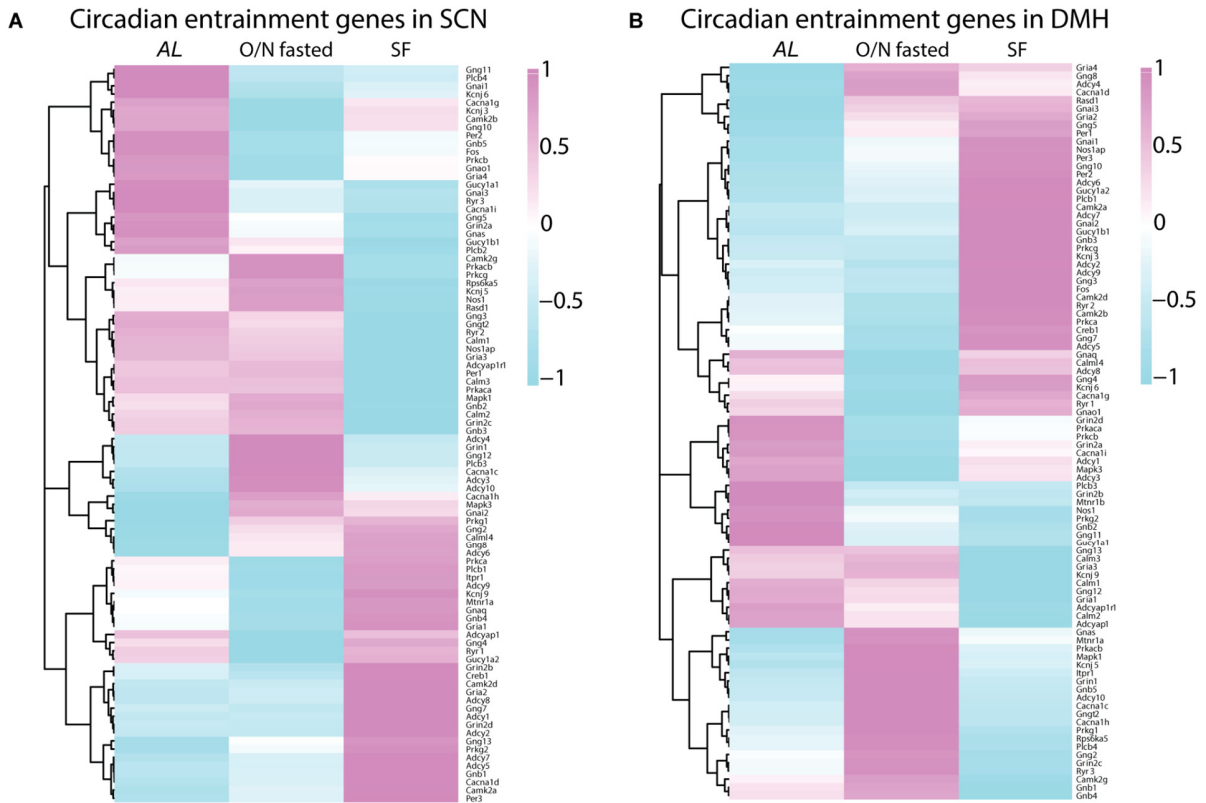 A
Circadian entrainment genes in SCN
AL
O/N fasted
SF
Gng11
Plcb4
Gnai1
Kcnj6
Cacna1g
Kcnj3
Camk2b
Gng10
Per2
Gnb5
Fos
Prkcb
Gnao1
Gria4
Gucy1a1
Gnai3
Ryr3
Cacna1i
Gng5
Grin2a
Gnas
Gucy1b1
Plcb2
Camk2g
Prkacb
Prkcg
Rps6ka5
Kcnj5
Nos1
Rasd1
Gng3
Gngt2
Ryr2
Calm1
Nos1ap
Gria3
Adcyap1r1
Per1
Calm3
Prkaca
Mapk1
Gnb2
Calm2
Grin2c
Gnb3
Adcy4
Grin1
Gng12
Plcb3
Cacna1c
Adcy3
Adcy10
Cacna1h
Mapk3
Gnai2
Prkg1
Gng2
Calml4
Gng8
Adcy6
Prkca
Plcb1
Itpr1
Adcy9
Kcnj9
Mtnr1a
Gnaq
Gnb4
Gria1
Adcyap1
Gng4
Ryr1
Gucy1a2
Grin2b
Creb1
Camk2d
Gria2
Adcy8
Gng7
Adcy1
Grin2d
Adcy2
Gng13
Prkg2
Adcy7
Adcy5
Gnb1
Cacna1d
Camk2a
Per3
1
0.5
0
−0.5
−1
B
Circadian entrainment genes in DMH
AL
O/N fasted
SF
Gria4
Gng8
Adcy4
Cacna1d
Rasd1
Gnai3
Gria2
Gng5
Per1
Gnai1
Nos1ap
Per3
Gng10
Per2
Adcy6
Gucy1a2
Plcb1
Camk2a
Adcy7
Gnai2
Gucy1b1
Gnb3
Prkcg
Kcnj3
Adcy2
Adcy9
Gng3
Fos
Camk2d
Ryr2
Camk2b
Prkca
Creb1
Gng7
Adcy5
Gnaq
Calml4
Adcy8
Gng4
Kcnj6
Cacna1g
Ryr1
Gnao1
Grin2d
Prkaca
Prkcb
Grin2a
Cacna1i
Adcy1
Mapk3
Adcy3
Plcb3
Grin2b
Mtnr1b
Nos1
Prkg2
Gnb2
Gng11
Gucy1a1
Gng13
Calm3
Gria3
Kcnj9
Calm1
Gng12
Gria1
Adcyap1r1
Calm2
Adcyap1
Gnas
Mtnr1a
Prkacb
Mapk1
Kcnj5
Itpr1
Grin1
Gnb5
Adcy10
Cacna1c
Gngt2
Cacna1h
Prkg1
Rps6ka5
Plcb4
Gng2
Grin2c
Ryr3
Camk2g
Gnb1
Gnb4
1
0.5
0
−0.5
−1